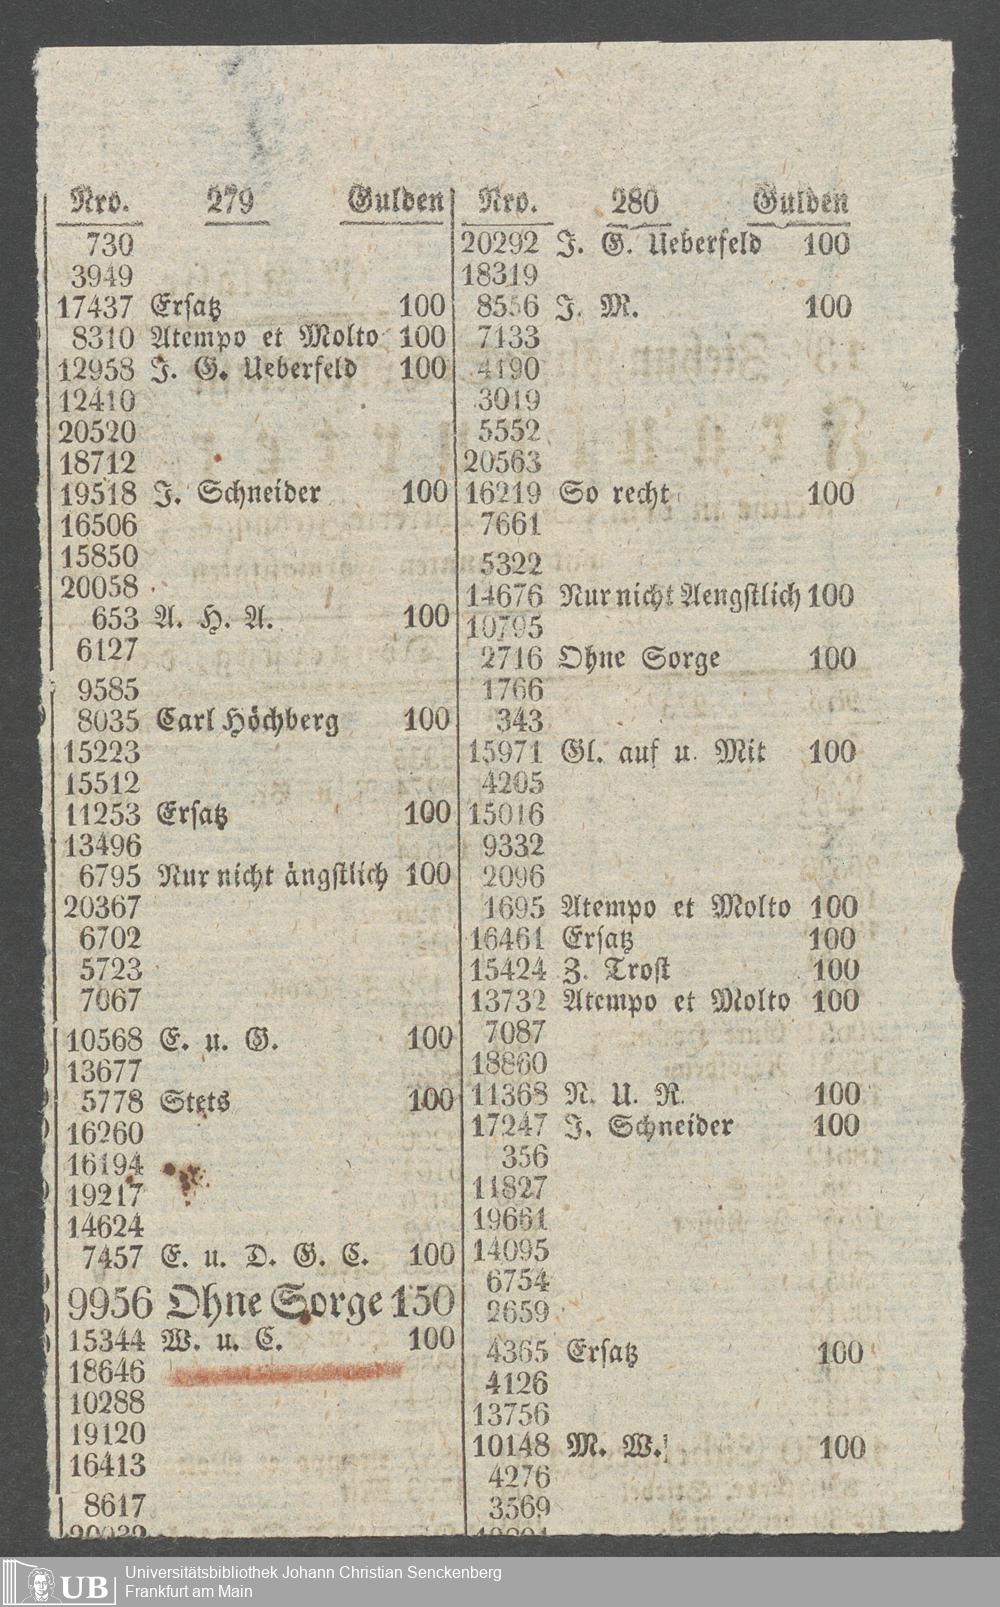 Nro. 279 Gulden
730
3949
17437 Ersatz 100
8310 Atempo et Molto 100
12958 J. G. Ueberfeld 100
12410
20520
18712
19518 J. Schneider 100
16506
15850
20058
653 A. H. A. 100
6127
9585
8035 Carl Höchberg 100
15223
15512
11253 Ersatz 100
13496
6795 Nur nicht ängstlich 100
20367
6702
5723
7067
10568 E. u. G. 100
13677
5778 Stets 100
16260
16194
19217
14624
7457 E. u. D. G. C. 100
9956 Ohne Sorge 150
15344 W. u. C. 100
18646
10288
19120
16413
8617
20032
Nro. 280 Gulden
20292 J. G. Ueberfeld 100
18319
8556 J. M. 100
7133
4190
3019
5552
20563
16219 So recht 100
7661
5322
14676 Nur nicht Aengstlich 100
10795
2716 Ohne Sorge 100
1766
343
15971 Gl. auf u. Mit 100
4205
15016
9332
2096
1695 Atempo et Molto 100
16461 Ersatz 100
15424 Z. Trost 100
13732 Atempo et Molto 100
7087
18860
11368 N. U. R. 100
17247 J. Schneider 100
356
11827
19661
14095
6754
2659
4365 Ersatz 100
4126
13756
10148 M. W. 100
4276
3569
UB Universitätsbibliothek Johann Christian Senckenberg
Frankfurt am Main